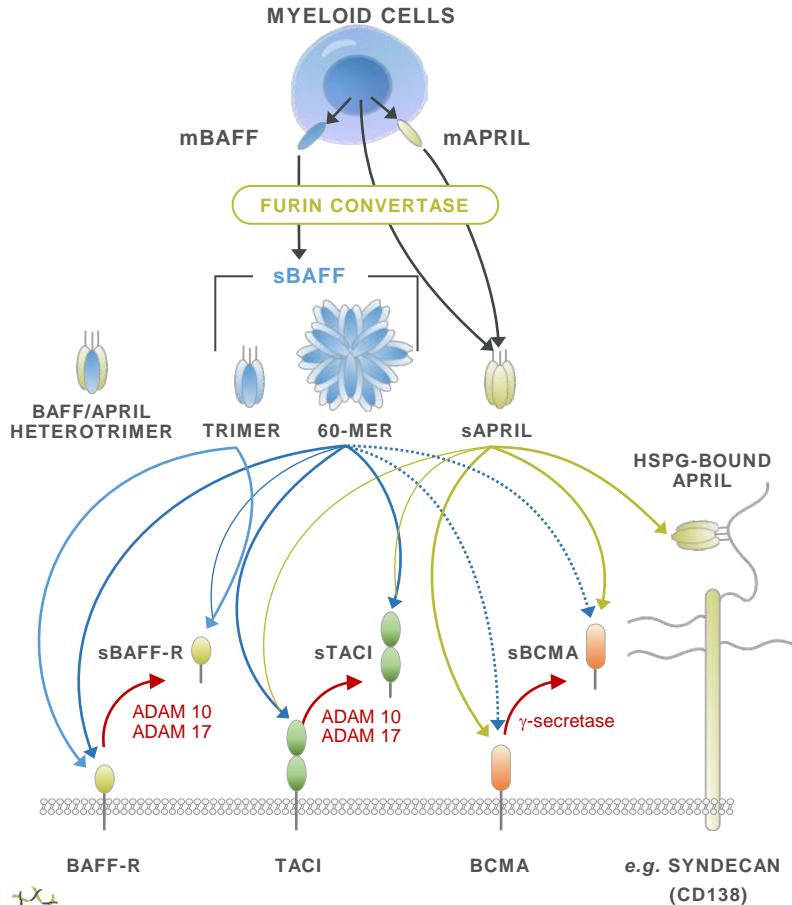 MYELOID CELLS
mBAFF
mAPRIL
FURIN CONVERTASE
sBAFF
BAFF/APRIL
HETEROTRIMER
TRIMER
60-MER
sAPRIL
HSPG-BOUND
APRIL
sBAFF-R
sTACI
sBCMA
ADAM 10
ADAM 17
ADAM 10
ADAM 17
γ-secretase
BAFF-R
TACI
BCMA
e.g. SYNDECAN
(CD138)